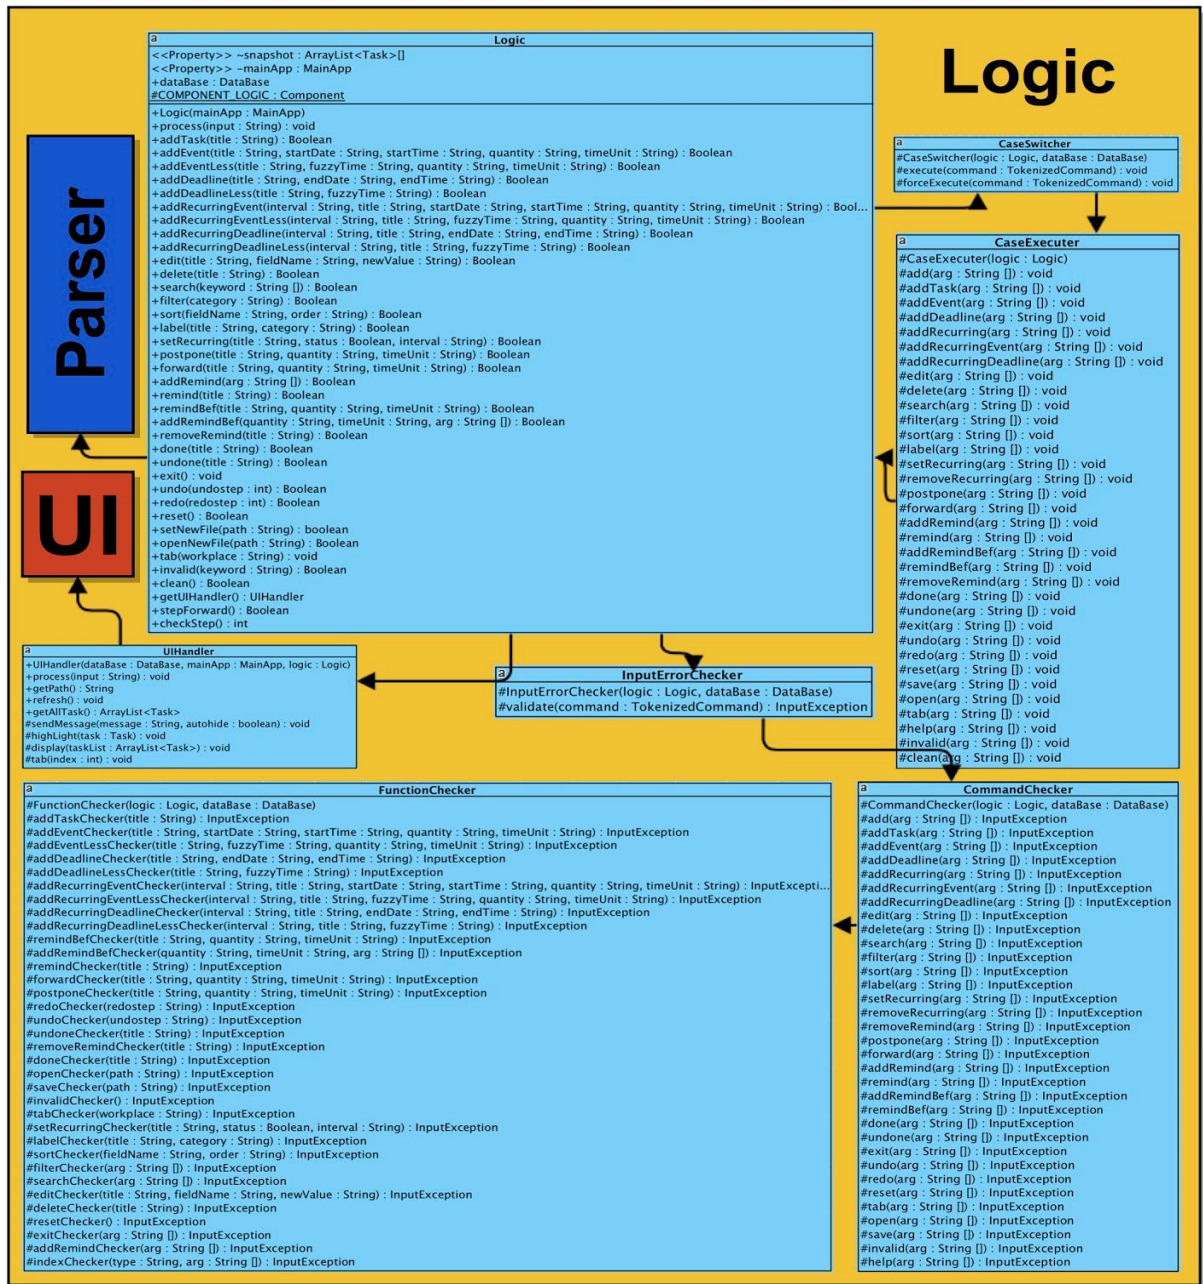 Logic
Parser
UI
a
Logic
<<Property>> ~snapshot : ArrayList<Task>[]
<<Property>> -mainApp : MainApp
+dataBase : DataBase
#COMPONENT_LOGIC : Component
+Logic(mainApp : MainApp)
+process(input : String) : void
+addTask(title : String) : Boolean
+addEvent(title : String, startDate : String, startTime : String, quantity : String, timeUnit : String) : Boolean
+addEventLess(title : String, fuzzyTime : String, quantity : String, timeUnit : String) : Boolean
+addDeadline(title : String, endDate : String, endTime : String) : Boolean
+addDeadlineLess(title : String, fuzzyTime : String) : Boolean
+addRecurringEvent(interval : String, title : String, startDate : String, startTime : String, quantity : String, timeUnit : String) : Bool...
+addRecurringEventLess(interval : String, title : String, fuzzyTime : String, quantity : String, timeUnit : String) : Boolean
+addRecurringDeadline(interval : String, title : String, endDate : String, endTime : String) : Boolean
+addRecurringDeadlineLess(interval : String, title : String, fuzzyTime : String) : Boolean
+edit(title : String, fieldName : String, newValue : String) : Boolean
+delete(title : String) : Boolean
+search(keyword : String []) : Boolean
+filter(category : String) : Boolean
+sort(fieldName : String, order : String) : Boolean
+label(title : String, category : String) : Boolean
+setRecurring(title : String, status : Boolean, interval : String) : Boolean
+postpone(title : String, quantity : String, timeUnit : String) : Boolean
+forward(title : String, quantity : String, timeUnit : String) : Boolean
+addRemind(arg : String []) : Boolean
+remind(title : String) : Boolean
+remindBef(title : String, quantity : String, timeUnit : String) : Boolean
+addRemindBef(quantity : String, timeUnit : String, arg : String []) : Boolean
+removeRemind(title : String) : Boolean
+done(title : String) : Boolean
+undone(title : String) : Boolean
+exit() : void
+undo(undostep : int) : Boolean
+redo(redostep : int) : Boolean
+reset() : Boolean
+setNewFile(path : String) : boolean
+openNewFile(path : String) : Boolean
+tab(workplace : String) : void
+invalid(keyword : String) : Boolean
+clean() : Boolean
+getUIHandler() : UIHandler
+stepForward() : Boolean
+checkStep() : int
a
CaseSwitcher
#CaseSwitcher(logic : Logic, dataBase : DataBase)
#execute(command : TokenizedCommand) : void
#forceExecute(command : TokenizedCommand) : void
a
CaseExecuter
#CaseExecuter(logic : Logic)
#add(arg : String []) : void
#addTask(arg : String []) : void
#addEvent(arg : String []) : void
#addDeadline(arg : String []) : void
#addRecurring(arg : String []) : void
#addRecurringEvent(arg : String []) : void
#addRecurringDeadline(arg : String []) : void
#edit(arg : String []) : void
#delete(arg : String []) : void
#search(arg : String []) : void
#filter(arg : String []) : void
#sort(arg : String []) : void
#label(arg : String []) : void
#setRecurring(arg : String []) : void
#removeRecurring(arg : String []) : void
#postpone(arg : String []) : void
#forward(arg : String []) : void
#addRemind(arg : String []) : void
#remind(arg : String []) : void
#addRemindBef(arg : String []) : void
#remindBef(arg : String []) : void
#removeRemind(arg : String []) : void
#done(arg : String []) : void
#undone(arg : String []) : void
#exit(arg : String []) : void
#undo(arg : String []) : void
#redo(arg : String []) : void
#reset(arg : String []) : void
#save(arg : String []) : void
#open(arg : String []) : void
#tab(arg : String []) : void
#help(arg : String []) : void
#invalid(arg : String []) : void
#clean(arg : String []) : void
a
UIHandler
+UIHandler(dataBase : DataBase, mainApp : MainApp, logic : Logic)
+process(input : String) : void
+getPath() : String
+refresh() : void
+getAllTask() : ArrayList<Task>
#sendMessage(message : String, autohide : boolean) : void
#highLight(task : Task) : void
#display(taskList : ArrayList<Task>) : void
#tab(index : int) : void
a
InputErrorChecker
#InputErrorChecker(logic : Logic, dataBase : DataBase)
#validate(command : TokenizedCommand) : InputException
a
FunctionChecker
#FunctionChecker(logic : Logic, dataBase : DataBase)
#addTaskChecker(title : String) : InputException
#addEventChecker(title : String, startDate : String, startTime : String, quantity : String, timeUnit : String) : InputException
#addEventLessChecker(title : String, fuzzyTime : String, quantity : String, timeUnit : String) : InputException
#addDeadlineChecker(title : String, endDate : String, endTime : String) : InputException
#addDeadlineLessChecker(title : String, fuzzyTime : String) : InputException
#addRecurringEventChecker(interval : String, title : String, startDate : String, startTime : String, quantity : String, timeUnit : String) : InputExcepti...
#addRecurringEventLessChecker(interval : String, title : String, fuzzyTime : String, quantity : String, timeUnit : String) : InputException
#addRecurringDeadlineChecker(interval : String, title : String, endDate : String, endTime : String) : InputException
#addRecurringDeadlineLessChecker(interval : String, title : String, fuzzyTime : String) : InputException
#remindBefChecker(title : String, quantity : String, timeUnit : String) : InputException
#addRemindBefChecker(quantity : String, timeUnit : String, arg : String []) : InputException
#remindChecker(title : String) : InputException
#forwardChecker(title : String, quantity : String, timeUnit : String) : InputException
#postponeChecker(title : String, quantity : String, timeUnit : String) : InputException
#redoChecker(redostep : String) : InputException
#undoChecker(undostep : String) : InputException
#undoneChecker(title : String) : InputException
#removeRemindChecker(title : String) : InputException
#doneChecker(title : String) : InputException
#openChecker(path : String) : InputException
#saveChecker(path : String) : InputException
#invalidChecker() : InputException
#tabChecker(workplace : String) : InputException
#setRecurringChecker(title : String, status : Boolean, interval : String) : InputException
#labelChecker(title : String, category : String) : InputException
#sortChecker(fieldName : String, order : String) : InputException
#filterChecker(arg : String []) : InputException
#searchChecker(arg : String []) : InputException
#editChecker(title : String, fieldName : String, newValue : String) : InputException
#deleteChecker(title : String) : InputException
#resetChecker() : InputException
#exitChecker(arg : String []) : InputException
#addRemindChecker(arg : String []) : InputException
#indexChecker(type : String, arg : String []) : InputException
a
CommandChecker
#CommandChecker(logic : Logic, dataBase : DataBase)
#add(arg : String []) : InputException
#addTask(arg : String []) : InputException
#addEvent(arg : String []) : InputException
#addDeadline(arg : String []) : InputException
#addRecurring(arg : String []) : InputException
#addRecurringEvent(arg : String []) : InputException
#addRecurringDeadline(arg : String []) : InputException
#edit(arg : String []) : InputException
#delete(arg : String []) : InputException
#search(arg : String []) : InputException
#filter(arg : String []) : InputException
#sort(arg : String []) : InputException
#label(arg : String []) : InputException
#setRecurring(arg : String []) : InputException
#removeRecurring(arg : String []) : InputException
#removeRemind(arg : String []) : InputException
#postpone(arg : String []) : InputException
#forward(arg : String []) : InputException
#addRemind(arg : String []) : InputException
#remind(arg : String []) : InputException
#addRemindBef(arg : String []) : InputException
#remindBef(arg : String []) : InputException
#done(arg : String []) : InputException
#undone(arg : String []) : InputException
#exit(arg : String []) : InputException
#undo(arg : String []) : InputException
#redo(arg : String []) : InputException
#reset(arg : String []) : InputException
#tab(arg : String []) : InputException
#open(arg : String []) : InputException
#save(arg : String []) : InputException
#invalid(arg : String []) : InputException
#help(arg : String []) : InputException